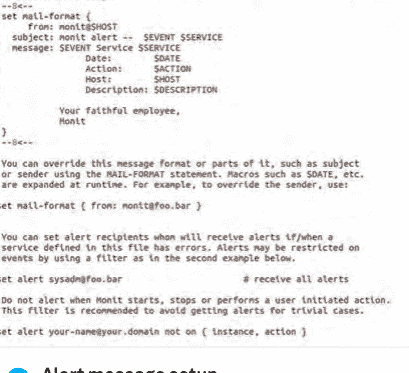 --8<--
set mail-format {
from: monit@$HOST
subject: monit alert -- $EVENT $SERVICE
message: $EVENT Service $SERVICE
Date: $DATE
Action: $ACTION
Host: $HOST
Description: $DESCRIPTION
Your faithful employee,
Monit
}
--8<--
You can override this message format or parts of it, such as subject
or sender using the MAIL-FORMAT statement. Macros such as $DATE, etc.
are expanded at runtime. For example, to override the sender, use:
set mail-format { from: monit@foo.bar }
You can set alert recipients whom will receive alerts if/when a
service defined in this file has errors. Alerts may be restricted on
events by using a filter as in the second example below.
set alert sysadm@foo.bar # receive all alerts
Do not alert when Monit starts, stops or performs a user initiated action.
This filter is recommended to avoid getting alerts for trivial cases.
set alert your-name@your.domain not on { instance, action }
Alert message setup